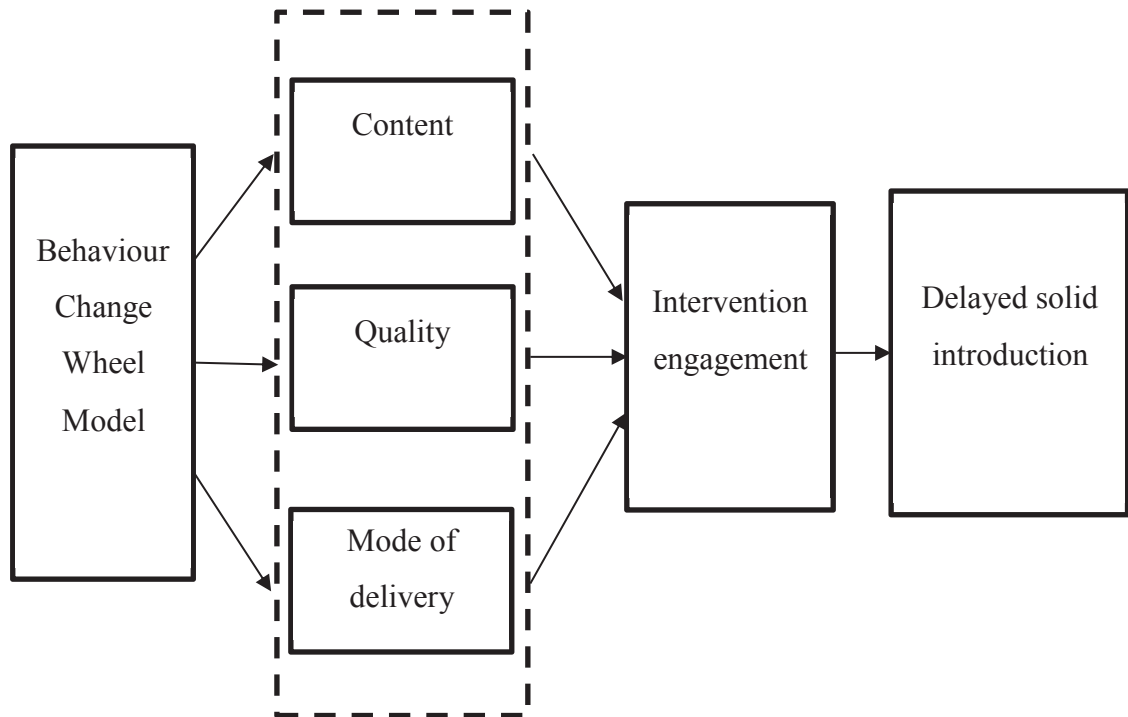 Behaviour
Change
Wheel
Model
Content
Quality
Mode of
delivery
Intervention
engagement
Delayed solid
introduction